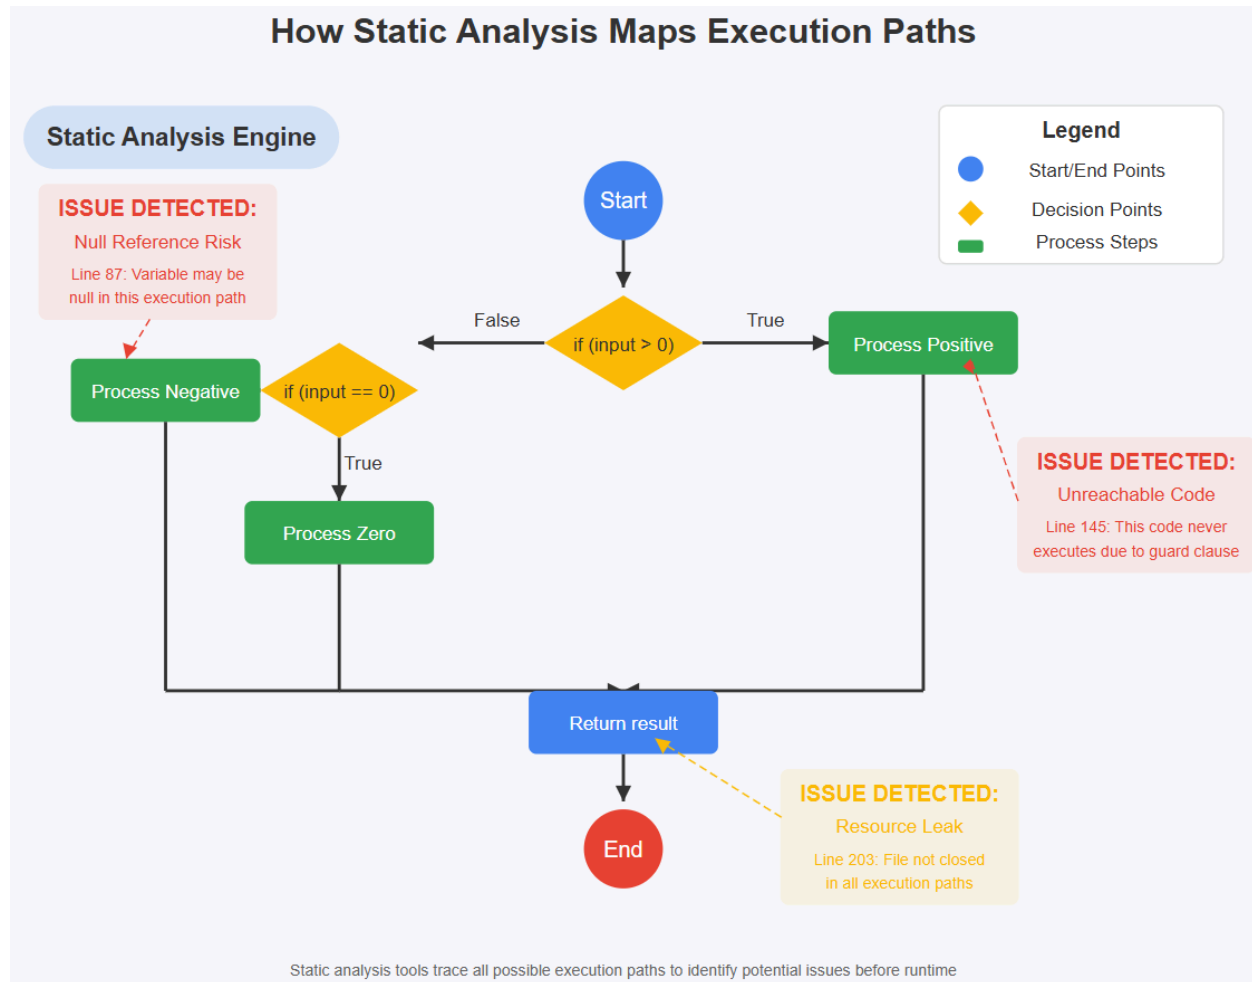 How Static Analysis Maps Execution Paths
Static Analysis Engine
ISSUE DETECTED:
Null Reference Risk
Line 87: Variable may be
null in this execution path
Legend
Start/End Points
Decision Points
Process Steps
Start
False
if (input > 0)
True
Process Positive
Process Negative
if (input == 0)
True
Process Zero
ISSUE DETECTED:
Unreachable Code
Line 145: This code never
executes due to guard clause
Return result
ISSUE DETECTED:
Resource Leak
Line 203: File not closed
in all execution paths
End
Static analysis tools trace all possible execution paths to identify potential issues before runtime